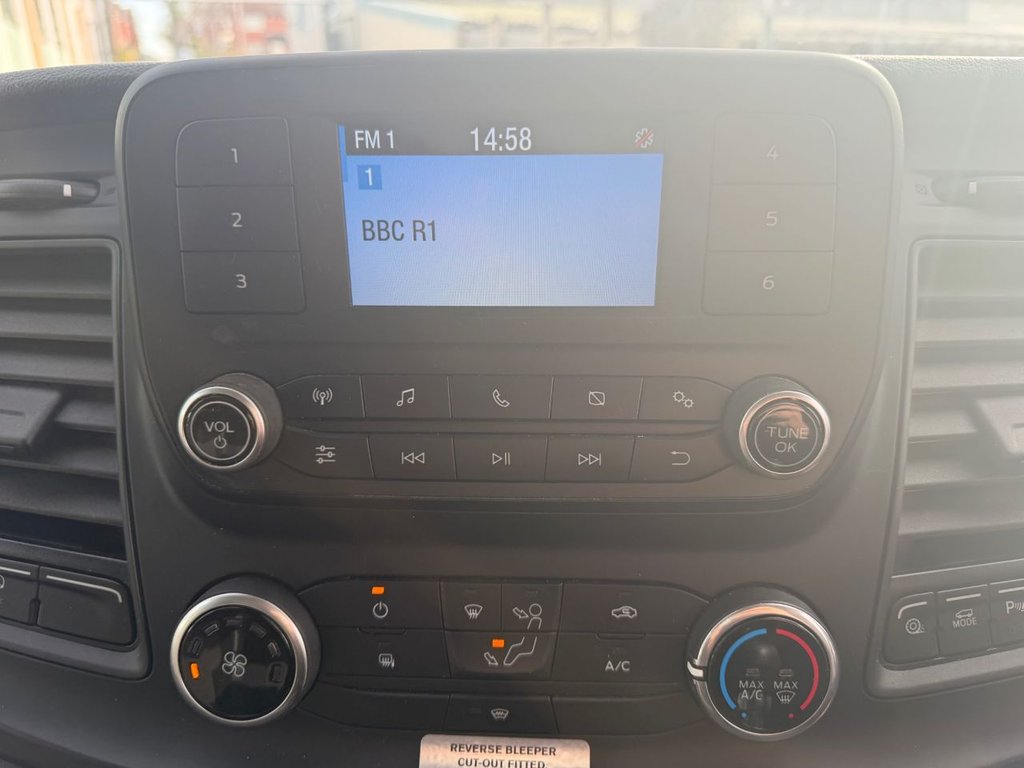 FM 1 14:58
1
BBC R1
1
2
3
4
5
6
VOL
TUNE
OK
A/C
MAX
A/C
MAX
MODE
P
REVERSE BLEEPER
CUT-OUT FITTED.